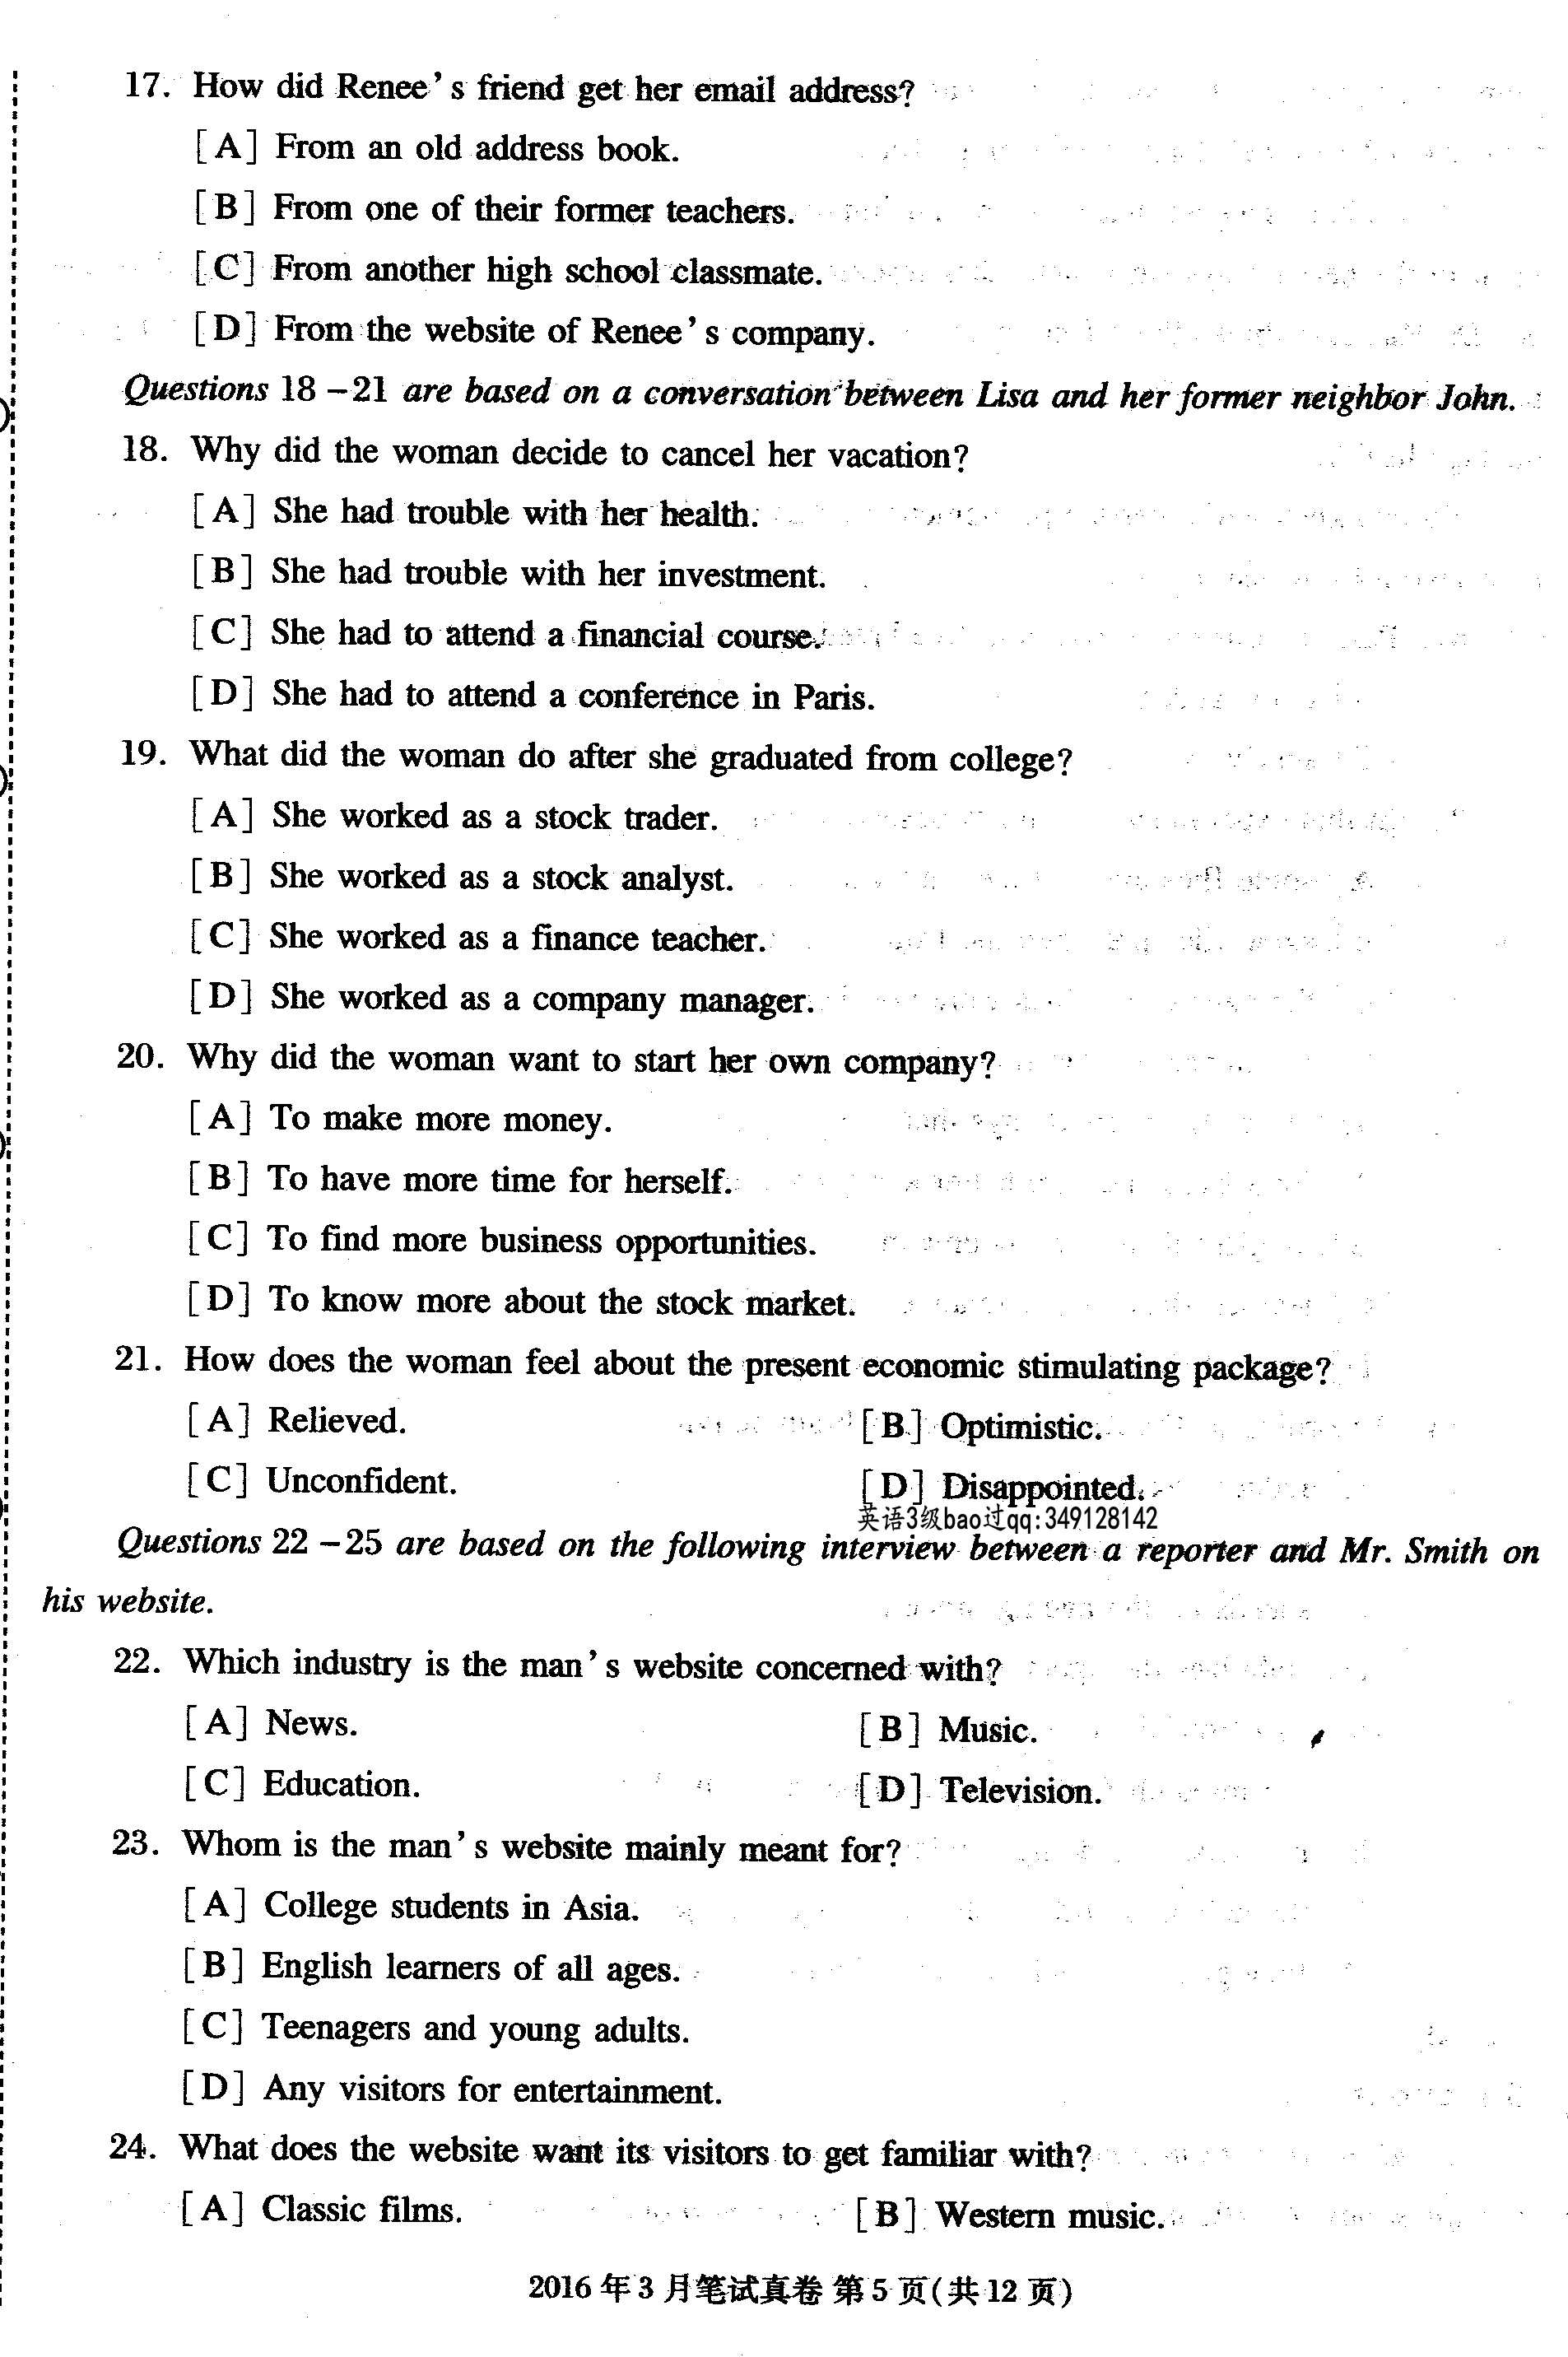 17. How did Renee's friend get her email address?
[A] From an old address book.
[B] From one of their former teachers.
[C] From another high school classmate.
[D] From the website of Renee's company.
Questions 18-21 are based on a conversation between Lisa and her former neighbor John.
18. Why did the woman decide to cancel her vacation?
[A] She had trouble with her health.
[B] She had trouble with her investment.
[C] She had to attend a financial course.
[D] She had to attend a conference in Paris.
19. What did the woman do after she graduated from college?
[A] She worked as a stock trader.
[B] She worked as a stock analyst.
[C] She worked as a finance teacher.
[D] She worked as a company manager.
20. Why did the woman want to start her own company?
[A] To make more money.
[B] To have more time for herself.
[C] To find more business opportunities.
[D] To know more about the stock market.
21. How does the woman feel about the present economic stimulating package?
[A] Relieved. [B] Optimistic.
[C] Unconfident. [D] Disappointed.
英语3级bao过qq:349128142
Questions 22-25 are based on the following interview between a reporter and Mr. Smith on
his website.
22. Which industry is the man's website concerned with?
[A] News. [B] Music.
[C] Education. [D] Television.
23. Whom is the man's website mainly meant for?
[A] College students in Asia.
[B] English learners of all ages.
[C] Teenagers and young adults.
[D] Any visitors for entertainment.
24. What does the website want its visitors to get familiar with?
[A] Classic films. [B] Western music.
2016年3月笔试真卷 第5页(共12页)